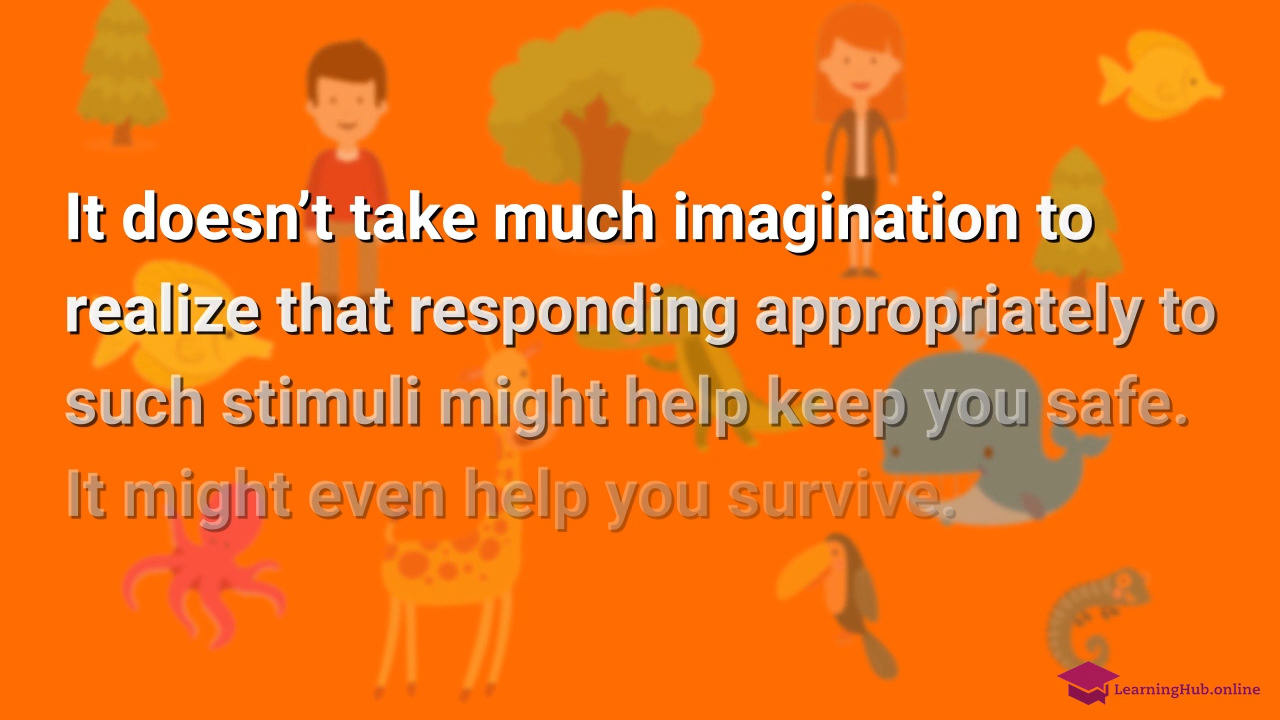 It doesn’t take much imagination to
realize that responding appropriately to
such stimuli might help keep you safe.
It might even help you survive.
LearningHub.online